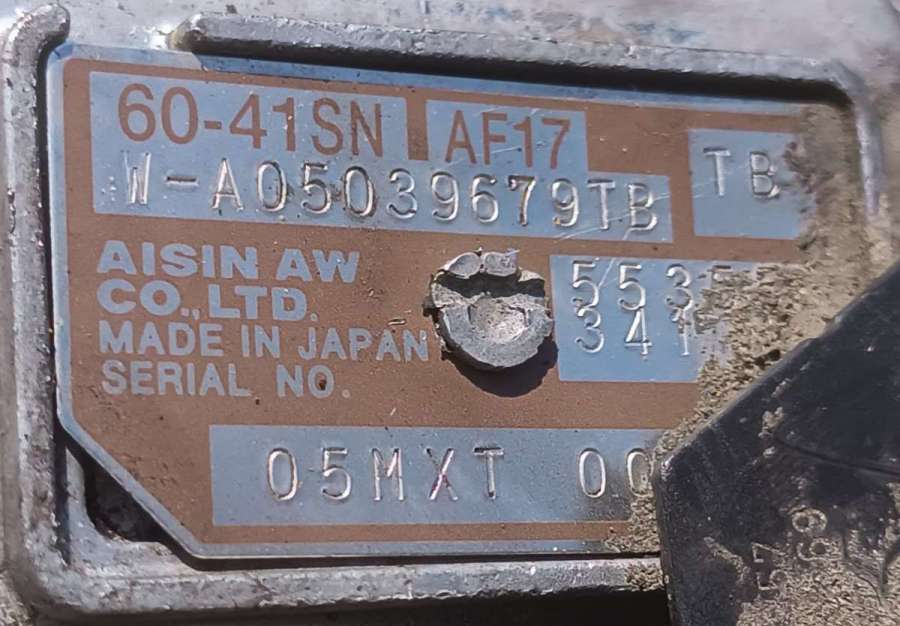 60-41SN AF17
W-A05039679TB TB
AISIN AW
CO.,LTD.
MADE IN JAPAN
SERIAL NO.
05MXT